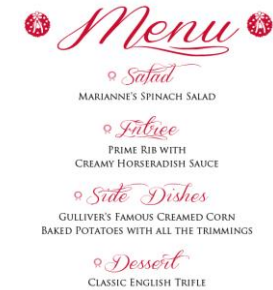 Menu
Salad
Marianne's Spinach Salad
Entree
Prime Rib with
Creamy Horseradish Sauce
Side Dishes
Gulliver's Famous Creamed Corn
Baked Potatoes with all the trimmings
Dessert
Classic English Trifle